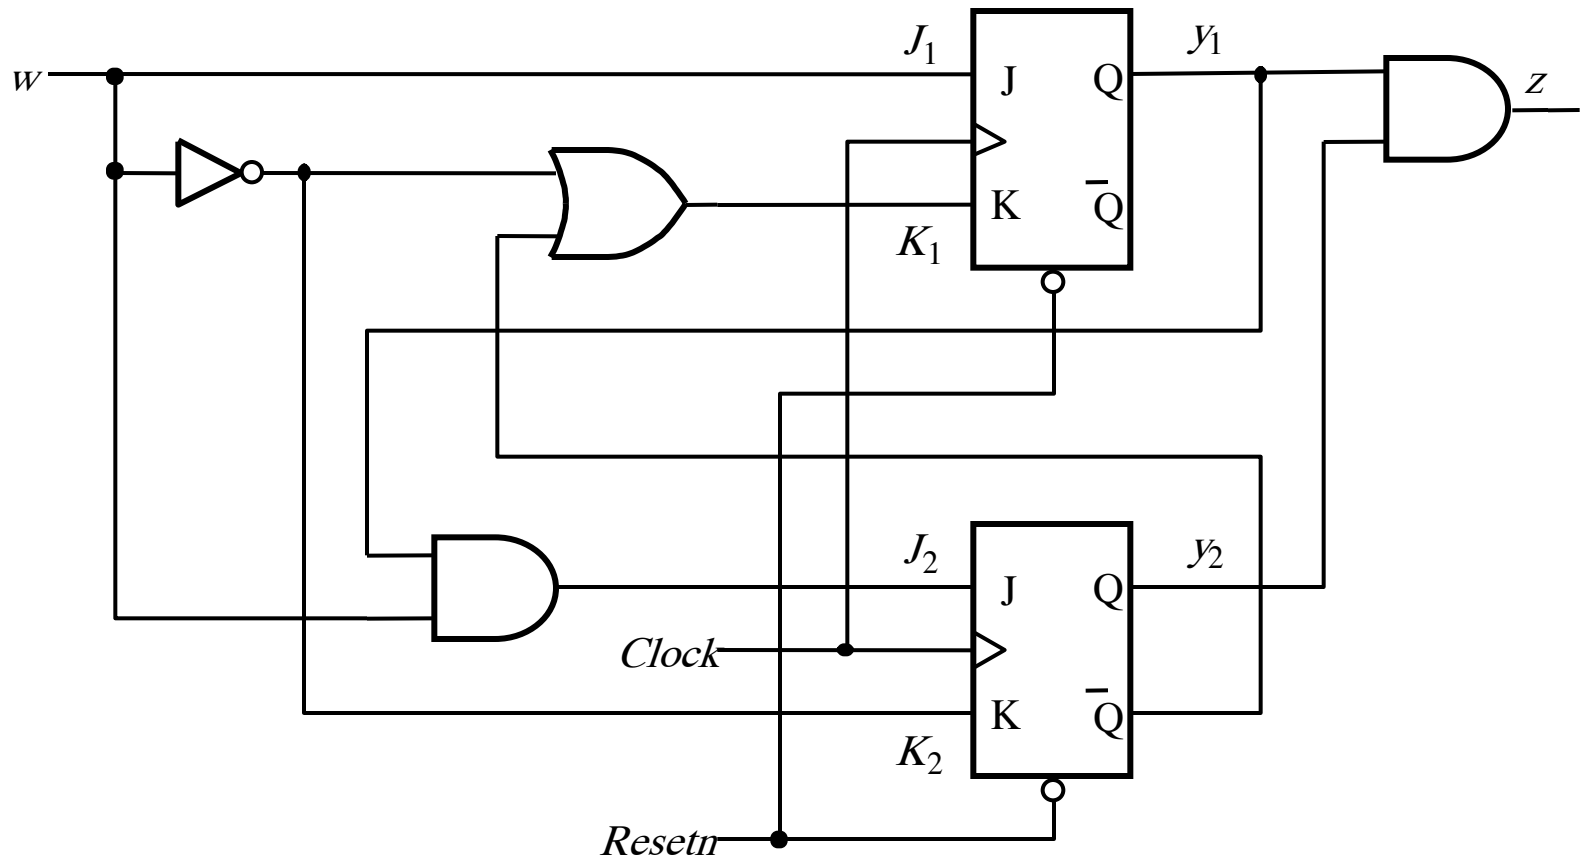 J₁
y₁
w
J
Q
z
K
Q̅
K₁
J₂
y₂
J
Q
Clock
K
Q̅
K₂
Resetn